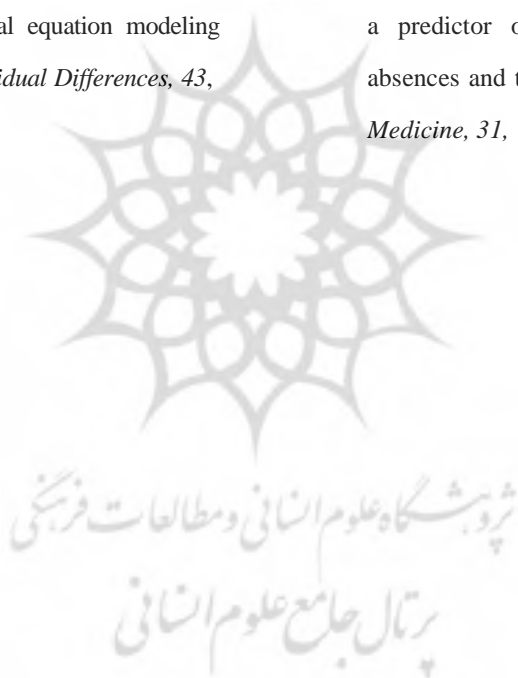 al equation modeling
idual Differences, 43,
a predictor o
absences and t
Medicine, 31,
پژوهشگاه علوم انسانی و مطالعات فرهنگی
پرتال جامع علوم انسانی